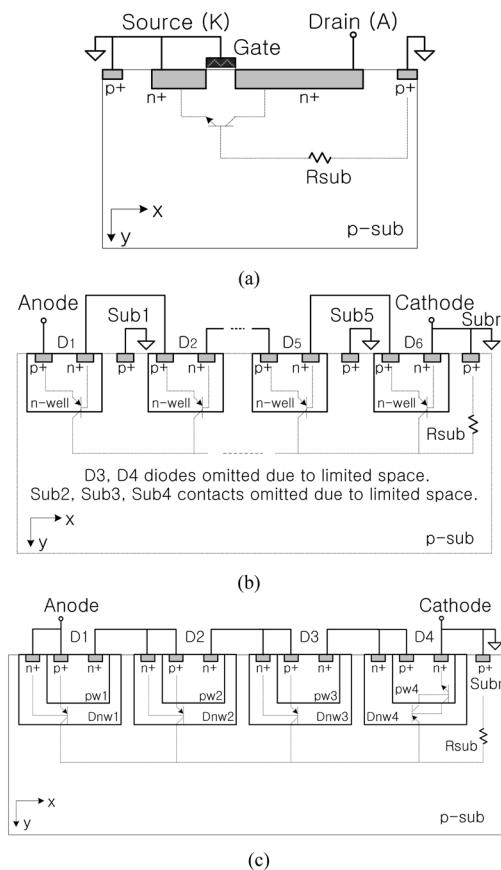 Source (K) Drain (A)
Gate
p+ n+ n+ p+
Rsub
x
y p-sub
(a)
Anode Sub1 Sub5 Cathode Subr
D1 D2 D5 D6
p+ n+ p+ p+ n+ p+ n+ p+ p+ n+ p+
n-well n-well n-well n-well
Rsub
D3, D4 diodes omitted due to limited space.
Sub2, Sub3, Sub4 contacts omitted due to limited space.
x
y p-sub
(b)
Anode Cathode
D1 D2 D3 D4
n+ p+ n+ n+ p+ n+ n+ p+ n+ n+ p+ n+ p+
pw1 pw2 pw3 pw4 Subr
Dnw1 Dnw2 Dnw3 Dnw4
Rsub
x
y p-sub
(c)